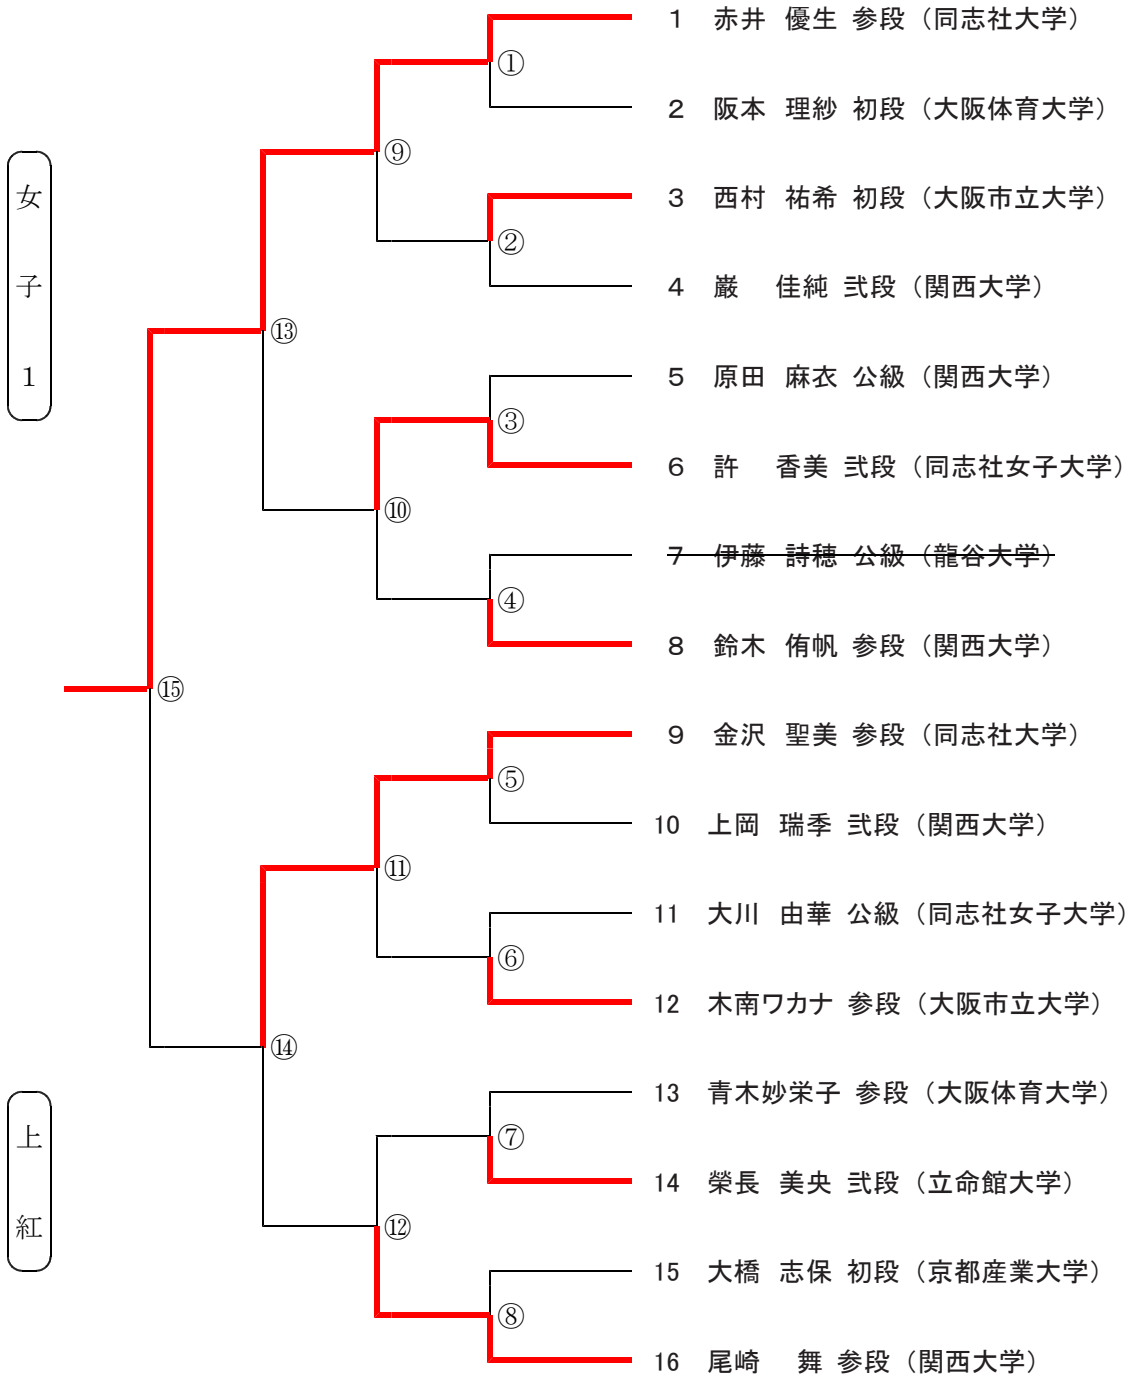 女子1
上紅
1 赤井 優生 参段 (同志社大学)
①
2 阪本 理紗 初段 (大阪体育大学)
⑨
3 西村 祐希 初段 (大阪市立大学)
②
4 巌 佳純 弐段 (関西大学)
⑬
5 原田 麻衣 公級 (関西大学)
③
6 許 香美 弐段 (同志社女子大学)
⑩
7 伊藤 詩穂 公級 (龍谷大学)
④
8 鈴木 侑帆 参段 (関西大学)
⑮
9 金沢 聖美 参段 (同志社大学)
⑤
10 上岡 瑞季 弐段 (関西大学)
⑪
11 大川 由華 公級 (同志社女子大学)
⑥
12 木南ワカナ 参段 (大阪市立大学)
⑭
13 青木妙栄子 参段 (大阪体育大学)
⑦
14 榮長 美央 弐段 (立命館大学)
⑫
15 大橋 志保 初段 (京都産業大学)
⑧
16 尾崎 舞 参段 (関西大学)